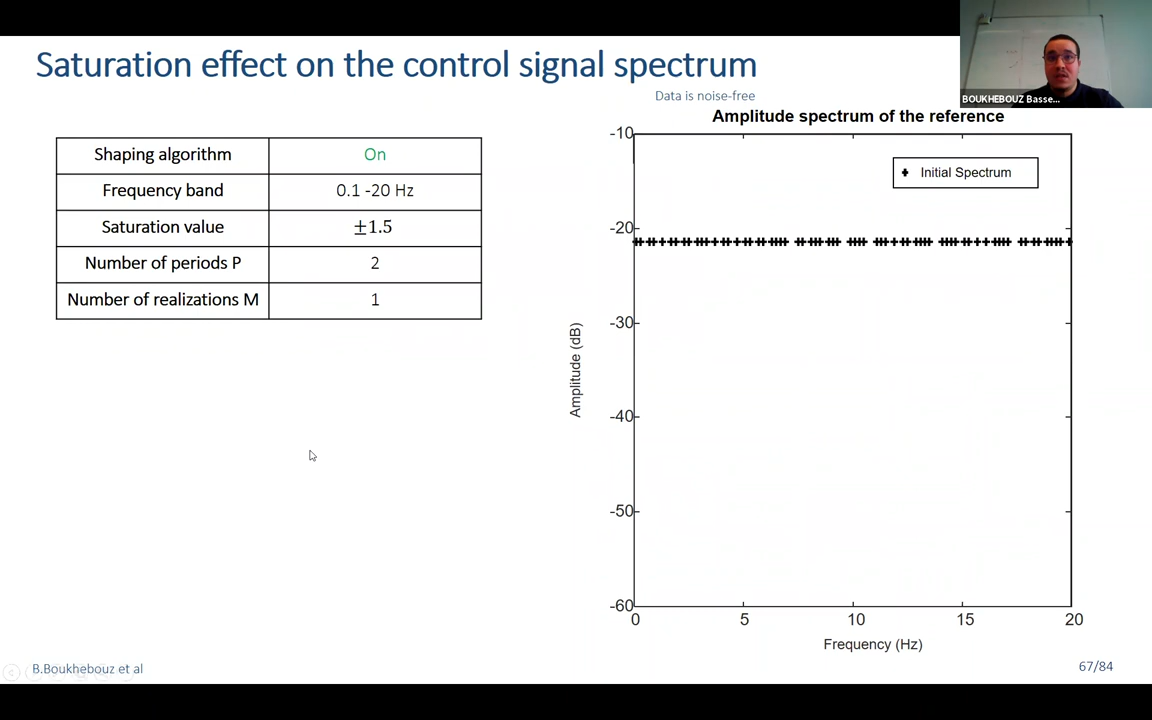 Saturation effect on the control signal spectrum
BOUKHEBOUZ Basse...
Data is noise-free
Shaping algorithm On
Frequency band 0.1 -20 Hz
Saturation value ±1.5
Number of periods P 2
Number of realizations M 1
Amplitude spectrum of the reference
Initial Spectrum
-10
-20
-30
-40
-50
-60
Amplitude (dB)
0 5 10 15 20
Frequency (Hz)
B.Boukhebouz et al
67/84